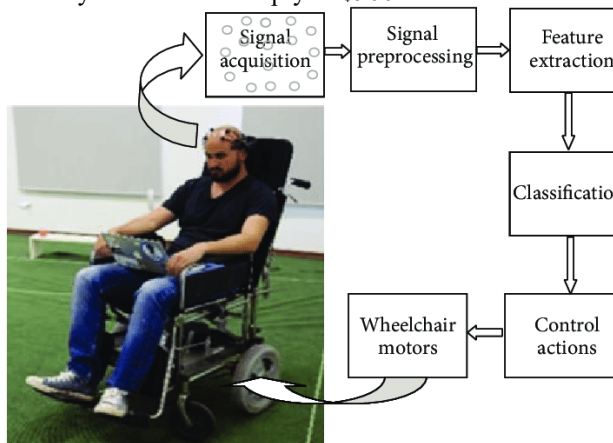 Signal
acquisition
Signal
preprocessing
Feature
extraction
Classification
Control
actions
Wheelchair
motors